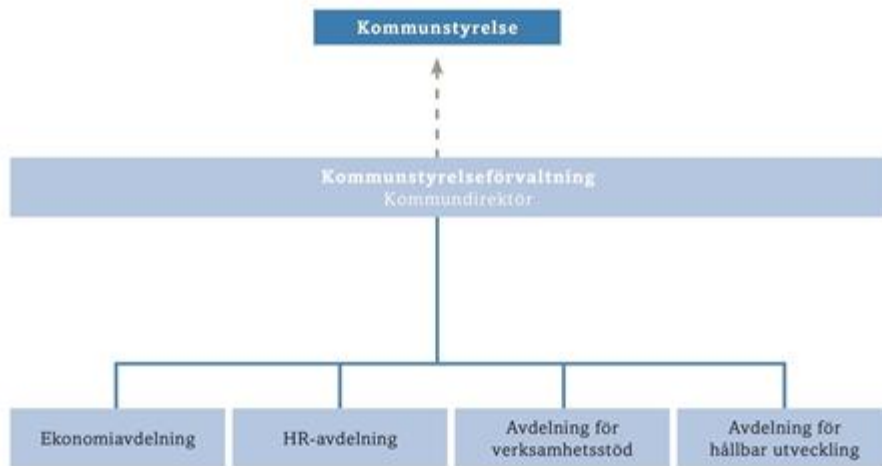 Kommunstyrelse
Kommunstyrelseförvaltning
Kommundirektör
Ekonomiavdelning
HR-avdelning
Avdelning för
verksamhetsstöd
Avdelning för
hållbar utveckling